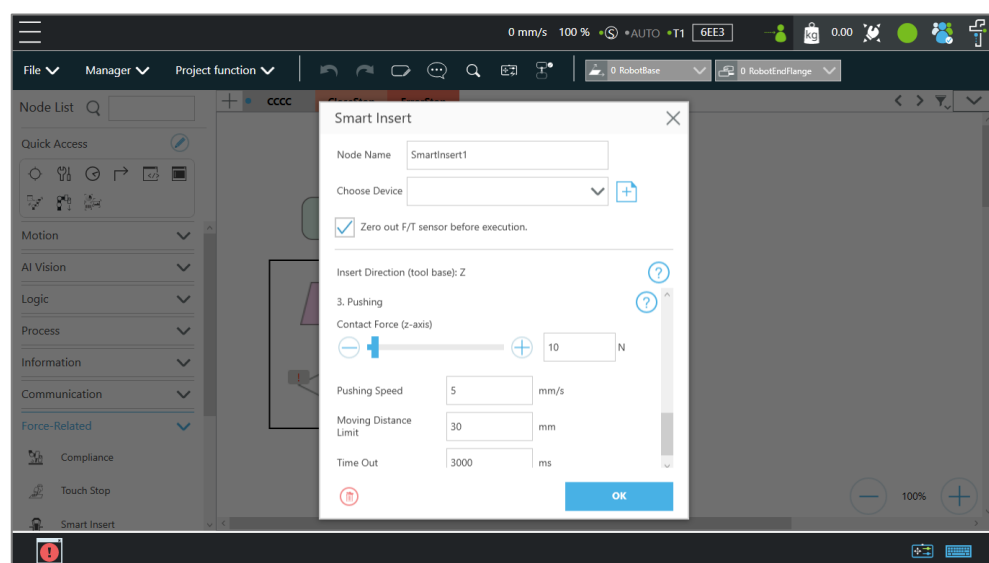 0 mm/s 100 % •Ⓢ •AUTO •T1 6EE3 kg 0.00
File Manager Project function 0 RobotBase 0 RobotEndFlange
Node List cccc
Smart Insert
Quick Access
Node Name SmartInsert1
Choose Device
Zero out F/T sensor before execution.
Motion
AI Vision
Insert Direction (tool base): Z ?
Logic
3. Pushing ?
Process
Contact Force (z-axis)
10 N
Information
Communication
Pushing Speed 5 mm/s
Force-Related
Moving Distance
Limit 30 mm
Compliance
Time Out 3000 ms
Touch Stop
OK
100%
Smart Insert